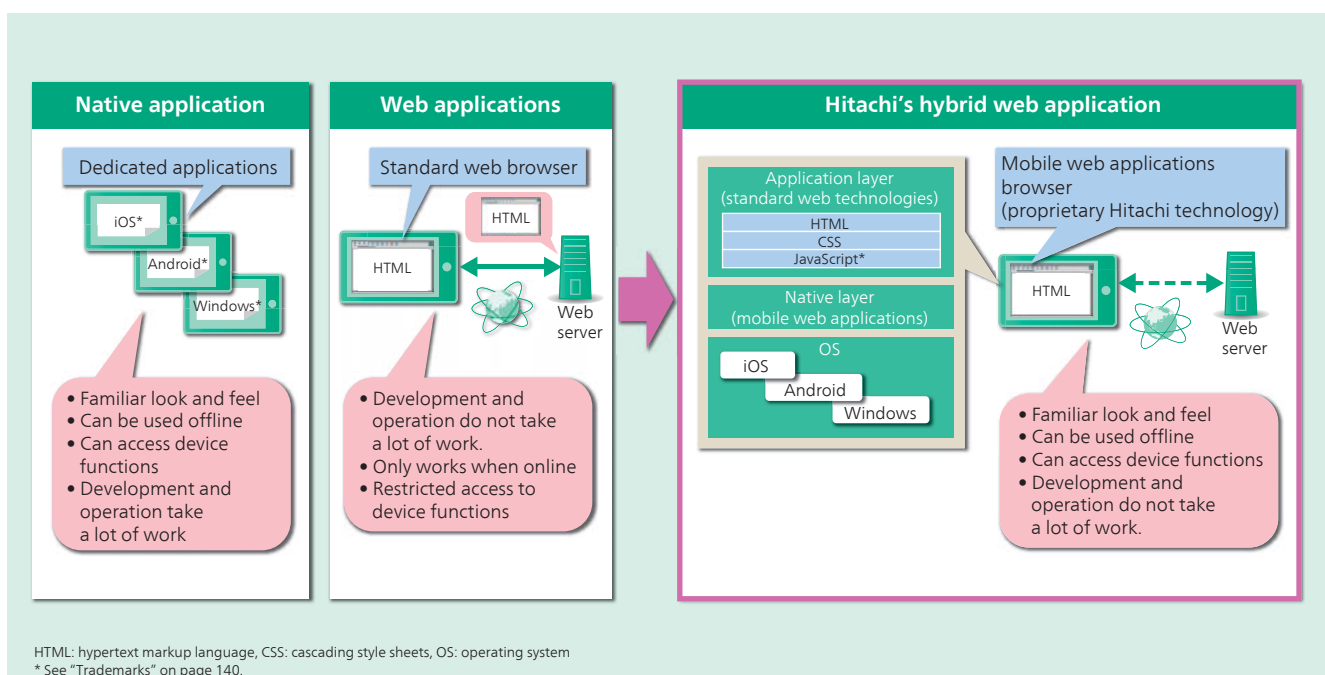 Native application
Dedicated applications
iOS*
Android*
Windows*
• Familiar look and feel
• Can be used offline
• Can access device
functions
• Development and
operation take
a lot of work
Web applications
Standard web browser
HTML
HTML
Web
server
• Development and
operation do not take
a lot of work.
• Only works when online
• Restricted access to
device functions
Hitachi's hybrid web application
Application layer
(standard web technologies)
HTML
CSS
JavaScript*
Native layer
(mobile web applications)
OS
iOS
Android
Windows
Mobile web applications
browser
(proprietary Hitachi technology)
HTML
Web
server
• Familiar look and feel
• Can be used offline
• Can access device functions
• Development and
operation do not take
a lot of work.
HTML: hypertext markup language, CSS: cascading style sheets, OS: operating system
* See "Trademarks" on page 140.